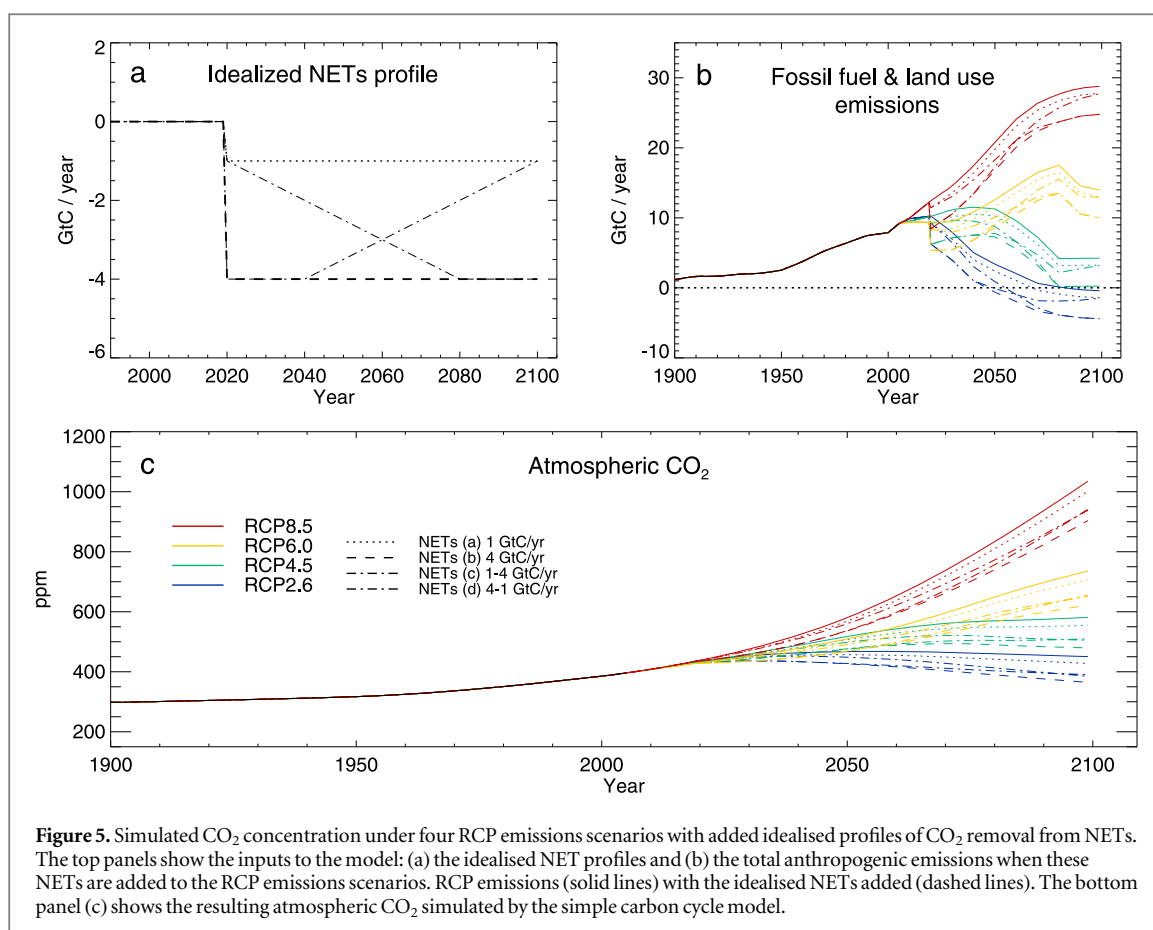 a Idealized NETs profile
2
0
-2
-4
-6
GtC / year
2000 2020 2040 2060 2080 2100
Year
b Fossil fuel & land use
emissions
30
20
10
0
-10
GtC / year
1900 1950 2000 2050 2100
Year
c Atmospheric CO₂
1200
1000
800
600
400
200
ppm
RCP8.5
RCP6.0
RCP4.5
RCP2.6
NETs (a) 1 GtC/yr
NETs (b) 4 GtC/yr
NETs (c) 1-4 GtC/yr
NETs (d) 4-1 GtC/yr
1900 1950 2000 2050 2100
Year
Figure 5. Simulated CO₂ concentration under four RCP emissions scenarios with added idealised profiles of CO₂ removal from NETs.
The top panels show the inputs to the model: (a) the idealised NET profiles and (b) the total anthropogenic emissions when these
NETs are added to the RCP emissions scenarios. RCP emissions (solid lines) with the idealised NETs added (dashed lines). The bottom
panel (c) shows the resulting atmospheric CO₂ simulated by the simple carbon cycle model.